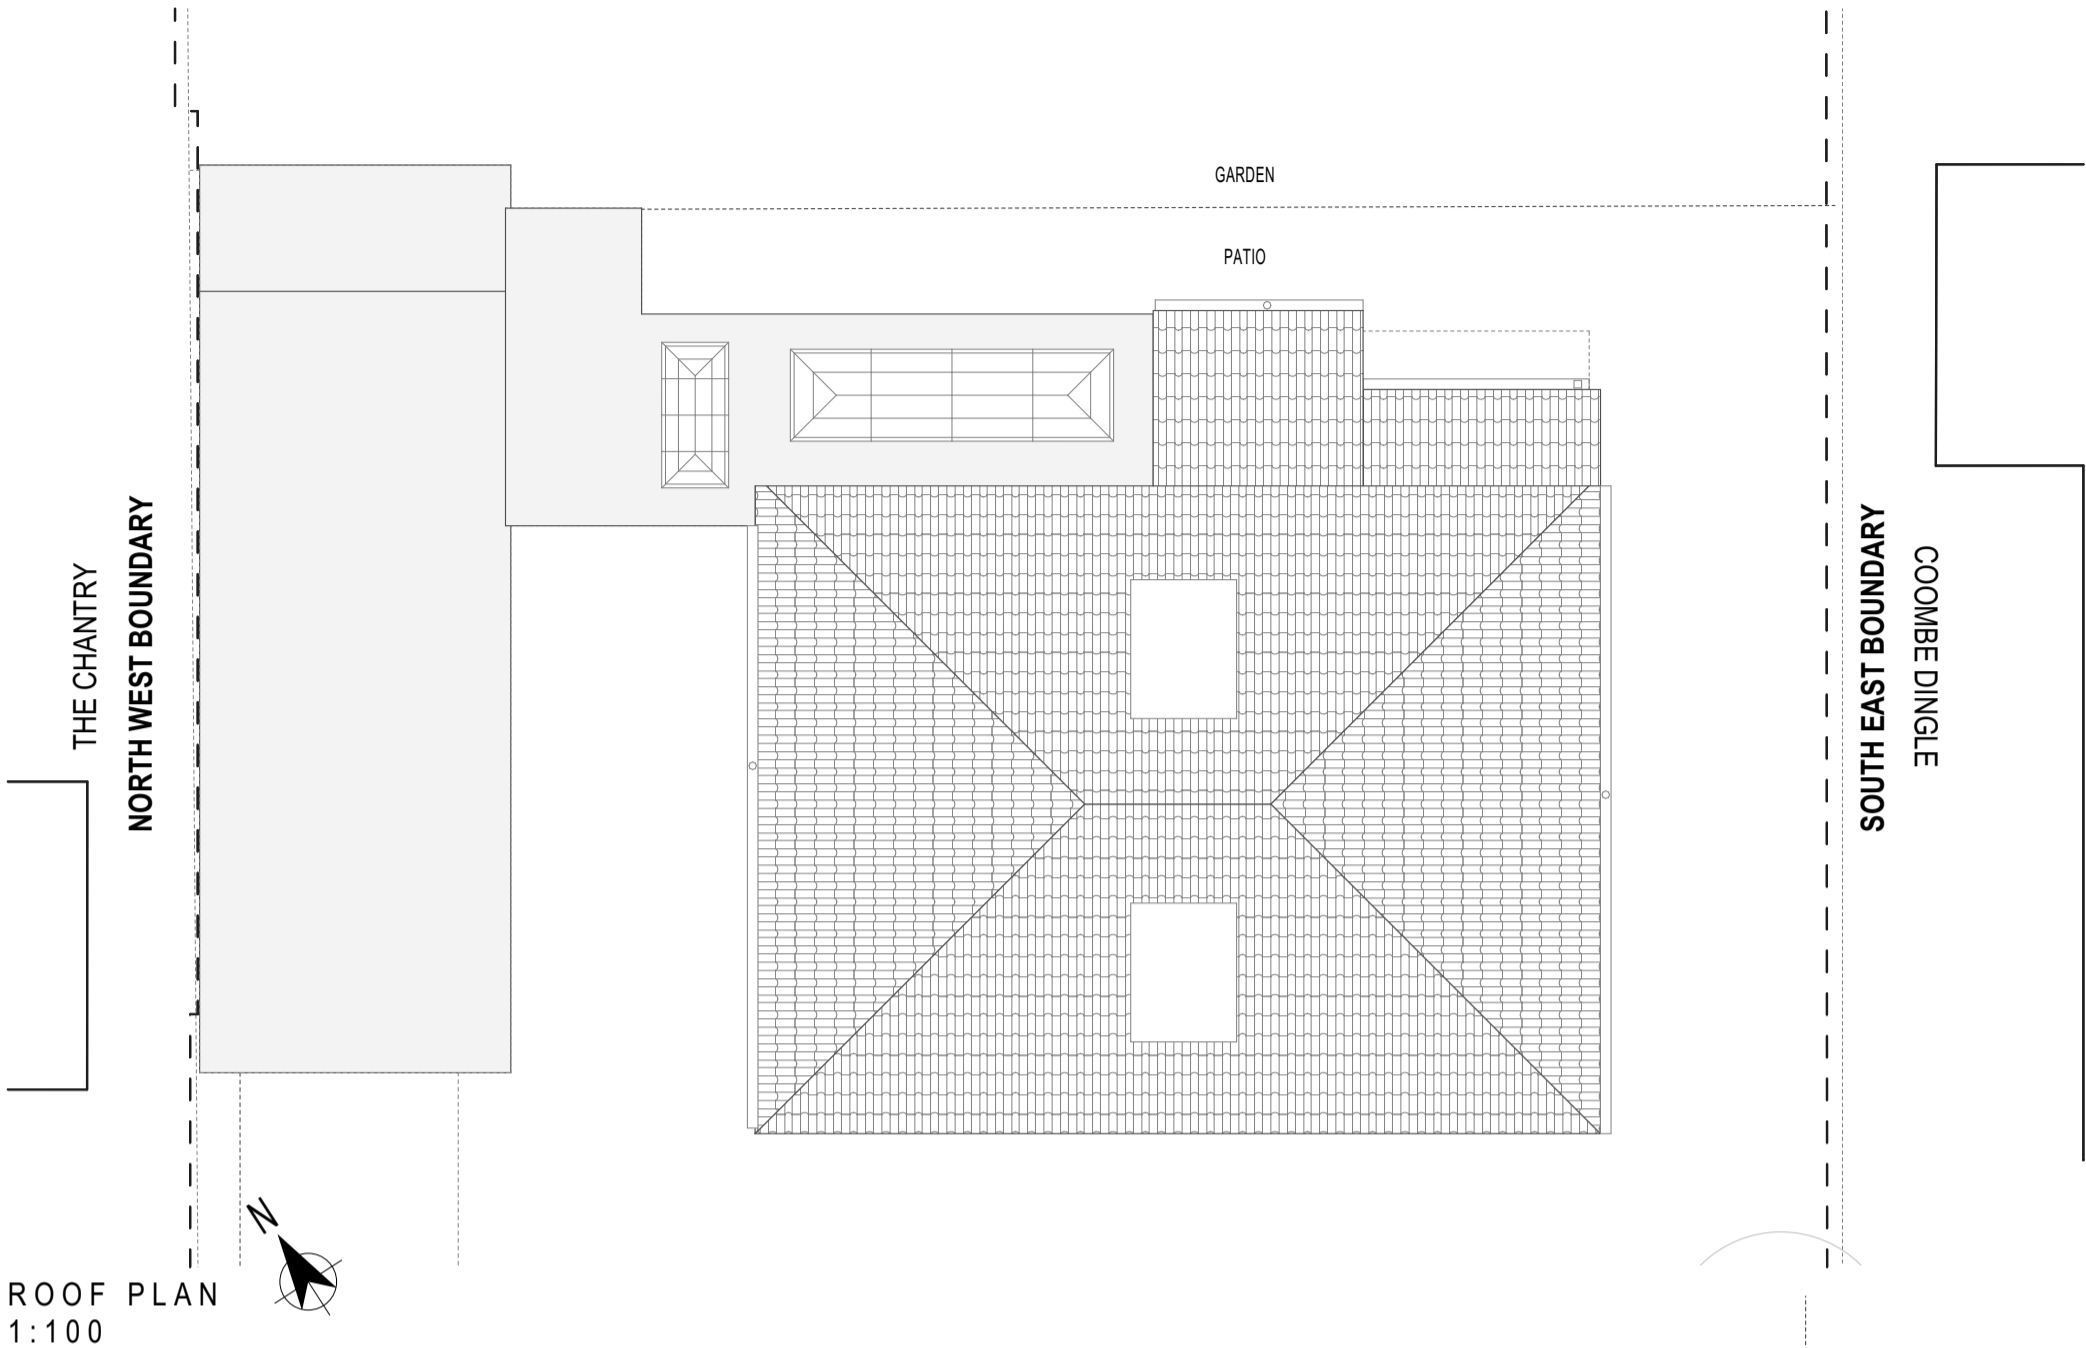 GARDEN
PATIO
THE CHANTRY
NORTH WEST BOUNDARY
SOUTH EAST BOUNDARY
COOMBE DINGLE
N
ROOF PLAN
1:100